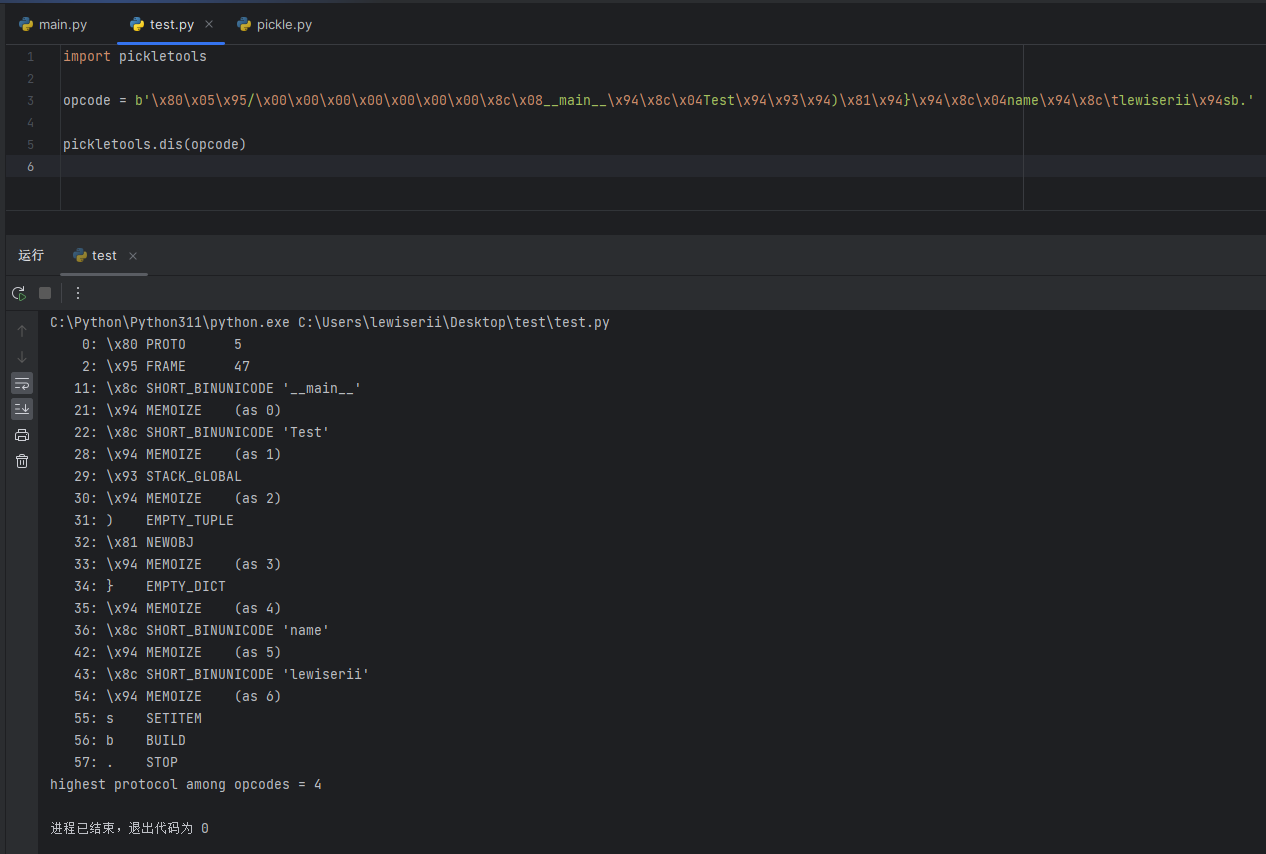 main.py test.py pickle.py
1 import pickletools
2
3 opcode = b'\x80\x05\x95/\x00\x00\x00\x00\x00\x00\x00\x8c\x08__main__\x94\x8c\x04Test\x94\x93\x94)\x81\x94}\x94\x8c\x04name\x94\x8c\tlewiserii\x94sb.'
4
5 pickletools.dis(opcode)
6
运行 test
C:\Python\Python311\python.exe C:\Users\lewiserii\Desktop\test\test.py
    0: \x80 PROTO      5
    2: \x95 FRAME      47
   11: \x8c SHORT_BINUNICODE '__main__'
   21: \x94 MEMOIZE    (as 0)
   22: \x8c SHORT_BINUNICODE 'Test'
   28: \x94 MEMOIZE    (as 1)
   29: \x93 STACK_GLOBAL
   30: \x94 MEMOIZE    (as 2)
   31: )    EMPTY_TUPLE
   32: \x81 NEWOBJ
   33: \x94 MEMOIZE    (as 3)
   34: }    EMPTY_DICT
   35: \x94 MEMOIZE    (as 4)
   36: \x8c SHORT_BINUNICODE 'name'
   42: \x94 MEMOIZE    (as 5)
   43: \x8c SHORT_BINUNICODE 'lewiserii'
   54: \x94 MEMOIZE    (as 6)
   55: s    SETITEM
   56: b    BUILD
   57: .    STOP
highest protocol among opcodes = 4
进程已结束，退出代码为 0